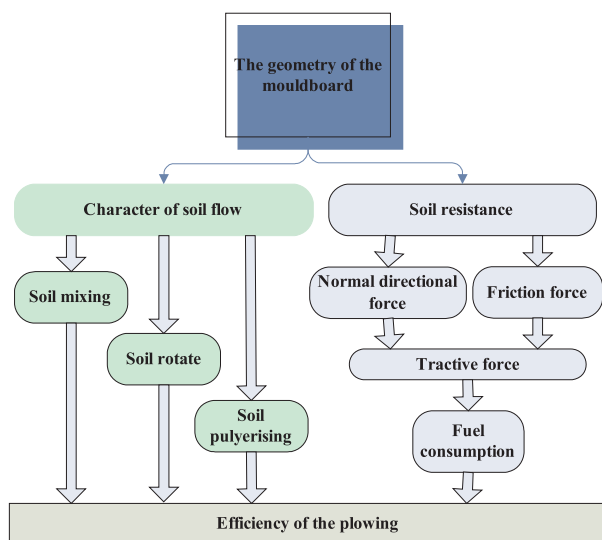 The geometry of the
mouldboard
Character of soil flow
Soil resistance
Soil mixing
Normal directional
force
Friction force
Soil rotate
Tractive force
Soil
pulyerising
Fuel
consumption
Efficiency of the plowing